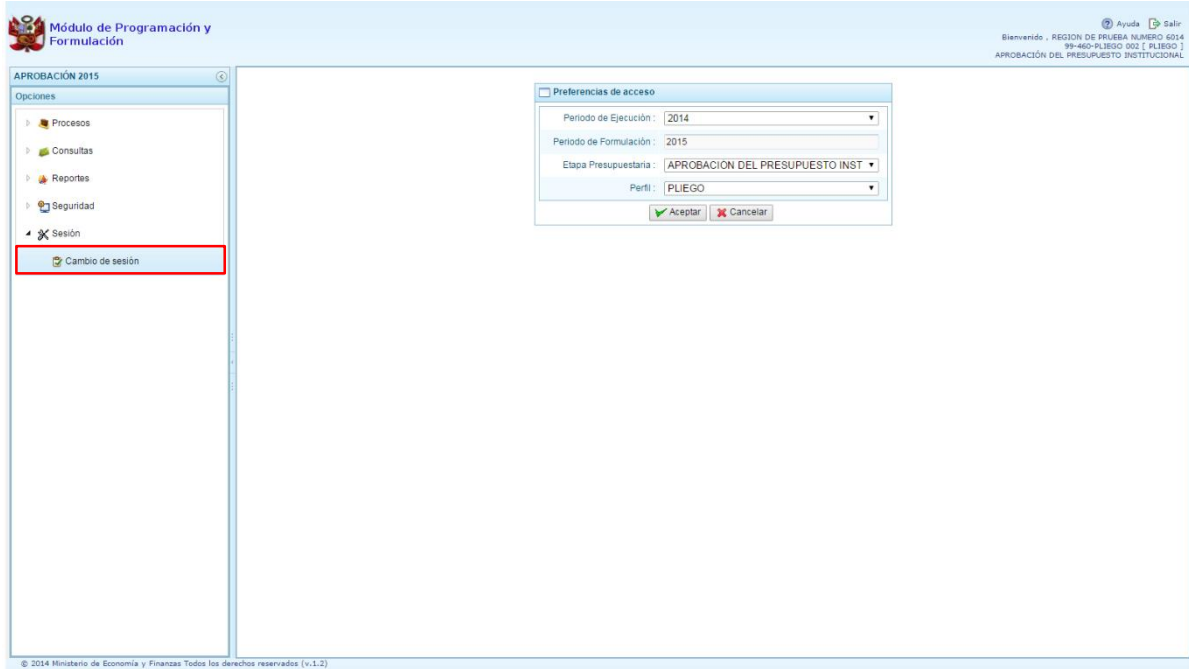 Módulo de Programación y
Formulación
Ayuda Salir
Bienvenido , REGION DE PRUEBA NUMERO 6014
99-460-PLIEGO 002 [ PLIEGO ]
APROBACIÓN DEL PRESUPUESTO INSTITUCIONAL
APROBACIÓN 2015
Opciones
Procesos
Consultas
Reportes
Seguridad
Sesión
Cambio de sesión
Preferencias de acceso
Periodo de Ejecución : 2014
Periodo de Formulación : 2015
Etapa Presupuestaria : APROBACION DEL PRESUPUESTO INST
Perfil : PLIEGO
Aceptar Cancelar
© 2014 Ministerio de Economía y Finanzas Todos los derechos reservados (v.1.2)